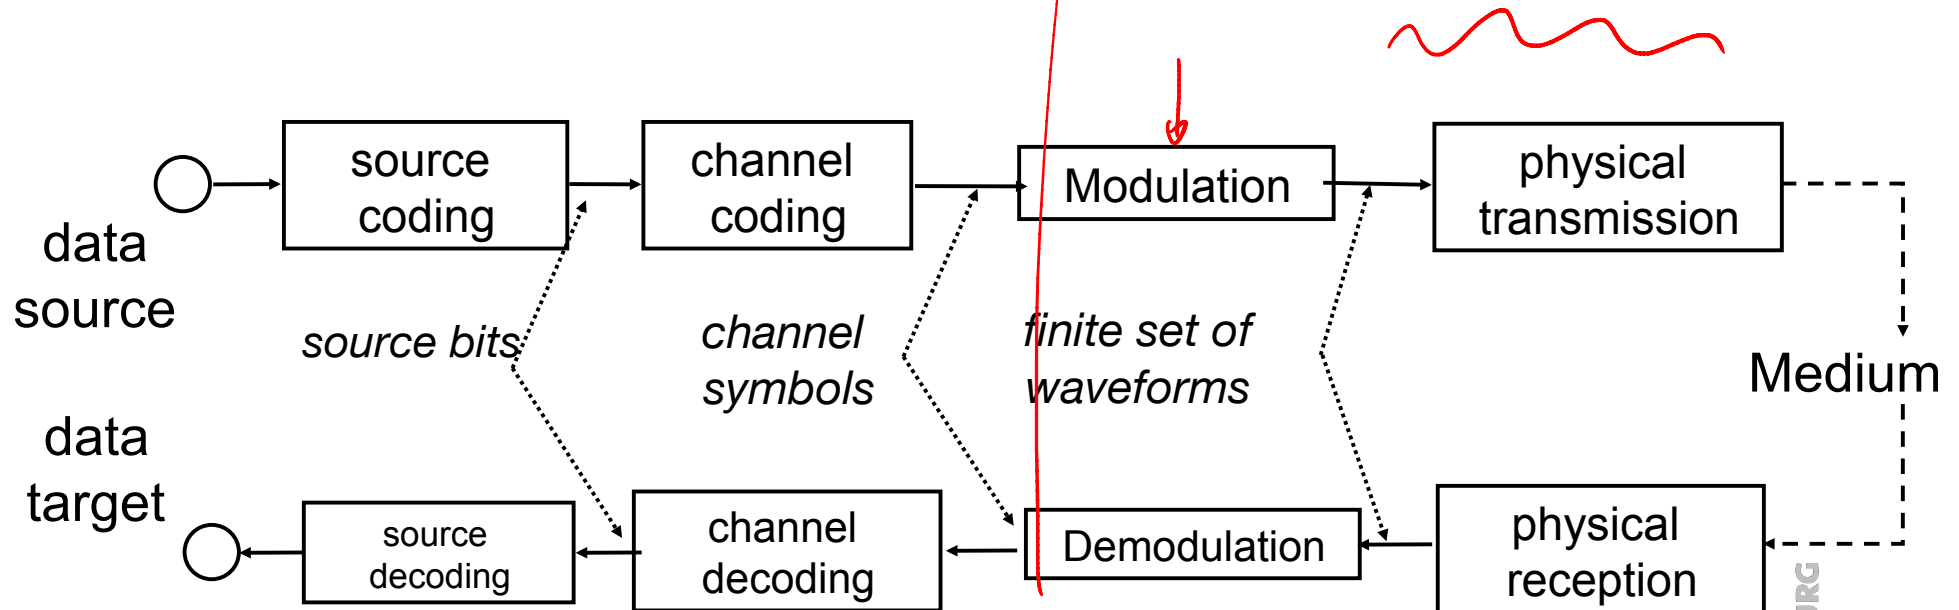 source
coding
channel
coding
Modulation
physical
transmission
data
source
source bits
channel
symbols
finite set of
waveforms
Medium
data
target
source
decoding
channel
decoding
Demodulation
physical
reception
URG